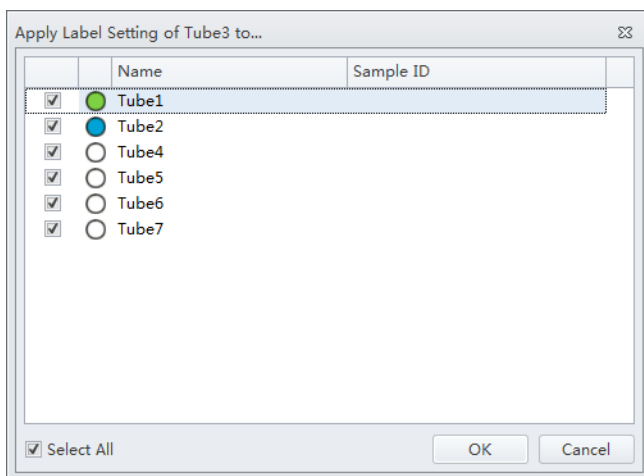 Apply Label Setting of Tube3 to...
Name Sample ID
Tube1
Tube2
Tube4
Tube5
Tube6
Tube7
Select All OK Cancel